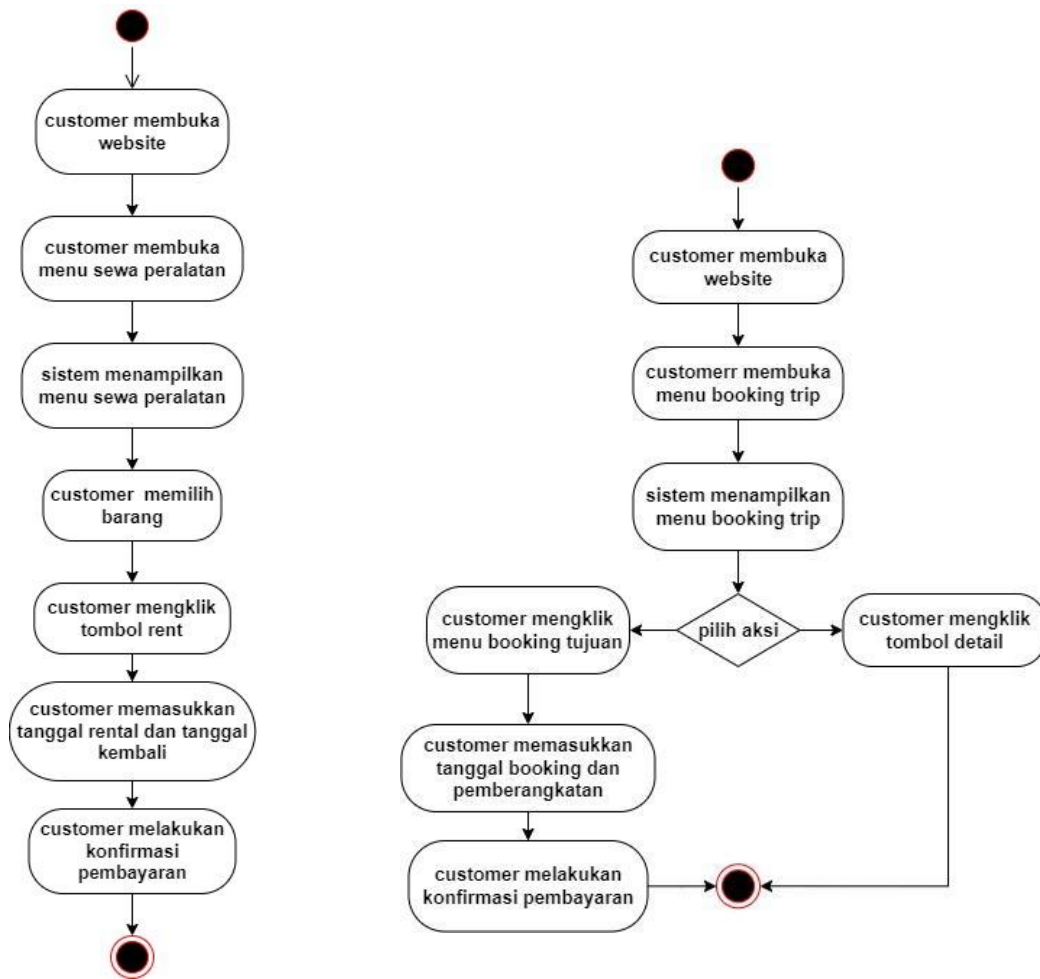 customer membuka
website
customer membuka
menu sewa peralatan
sistem menampilkan
menu sewa peralatan
customer memilih
barang
customer mengklik
tombol rent
customer memasukkan
tanggal rental dan tanggal
kembali
customer melakukan
konfirmasi
pembayaran
customer membuka
website
customerr membuka
menu booking trip
sistem menampilkan
menu booking trip
pilih aksi
customer mengklik
menu booking tujuan
customer memasukkan
tanggal booking dan
pemberangkatan
customer melakukan
konfirmasi pembayaran
customer mengklik
tombol detail